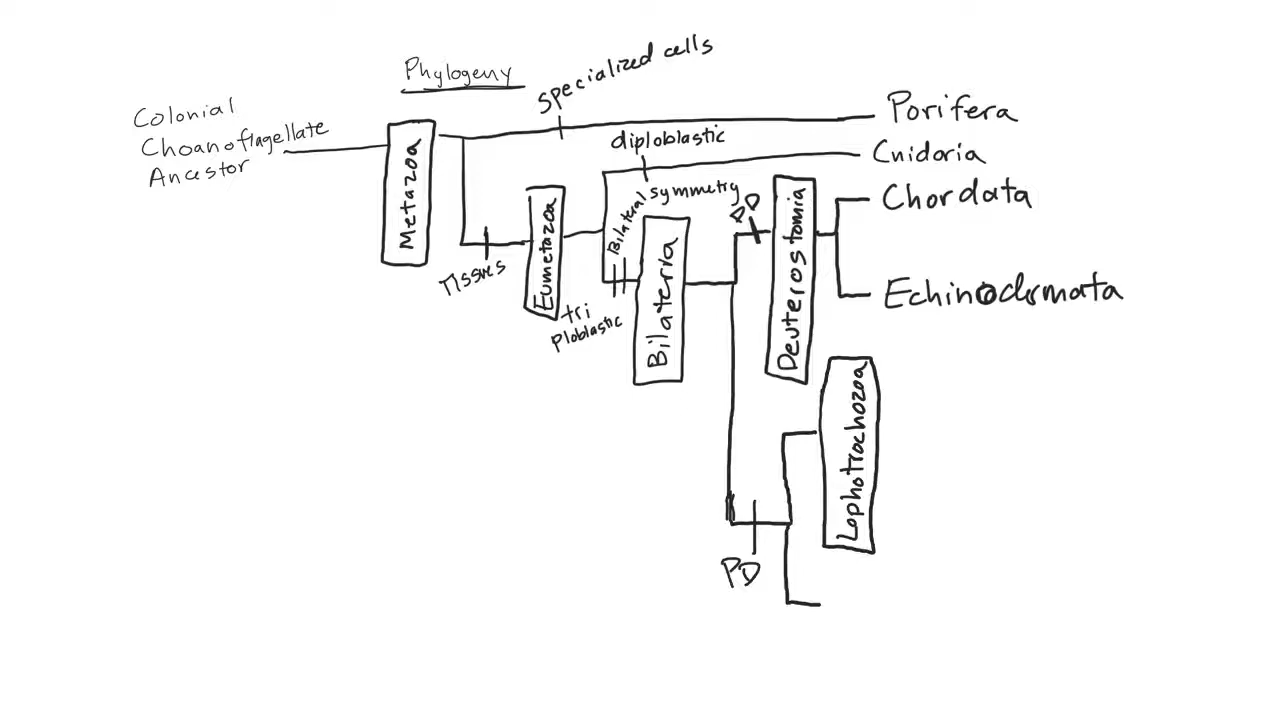 Phylogeny
specialized cells
Colonial
Choanoflagellate
Ancestor
Metazoa
Porifera
diploblastic
Cnidaria
Tissues
Eumetazoa
Bilateral symmetry
tri
ploblastic
Bilateria
DD
Deuterostomia
Chordata
Echinodermata
Lophotrochozoa
PD